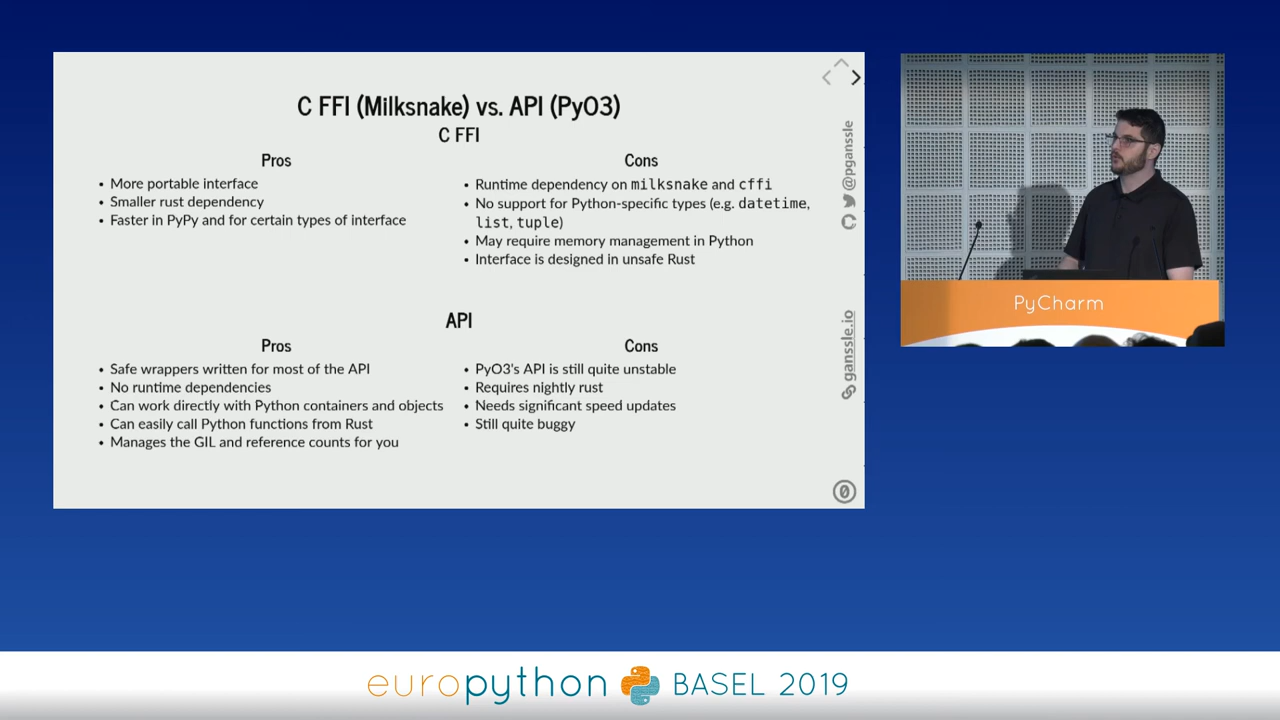 C FFI (Milksnake) vs. API (PyO3)
C FFI
Pros
• More portable interface
• Smaller rust dependency
• Faster in PyPy and for certain types of interface
Cons
• Runtime dependency on milksnake and cffi
• No support for Python-specific types (e.g. datetime,
list, tuple)
• May require memory management in Python
• Interface is designed in unsafe Rust
API
Pros
• Safe wrappers written for most of the API
• No runtime dependencies
• Can work directly with Python containers and objects
• Can easily call Python functions from Rust
• Manages the GIL and reference counts for you
Cons
• PyO3's API is still quite unstable
• Requires nightly rust
• Needs significant speed updates
• Still quite buggy
@pganssle
ganssle.io
0
PyCharm
europython BASEL 2019